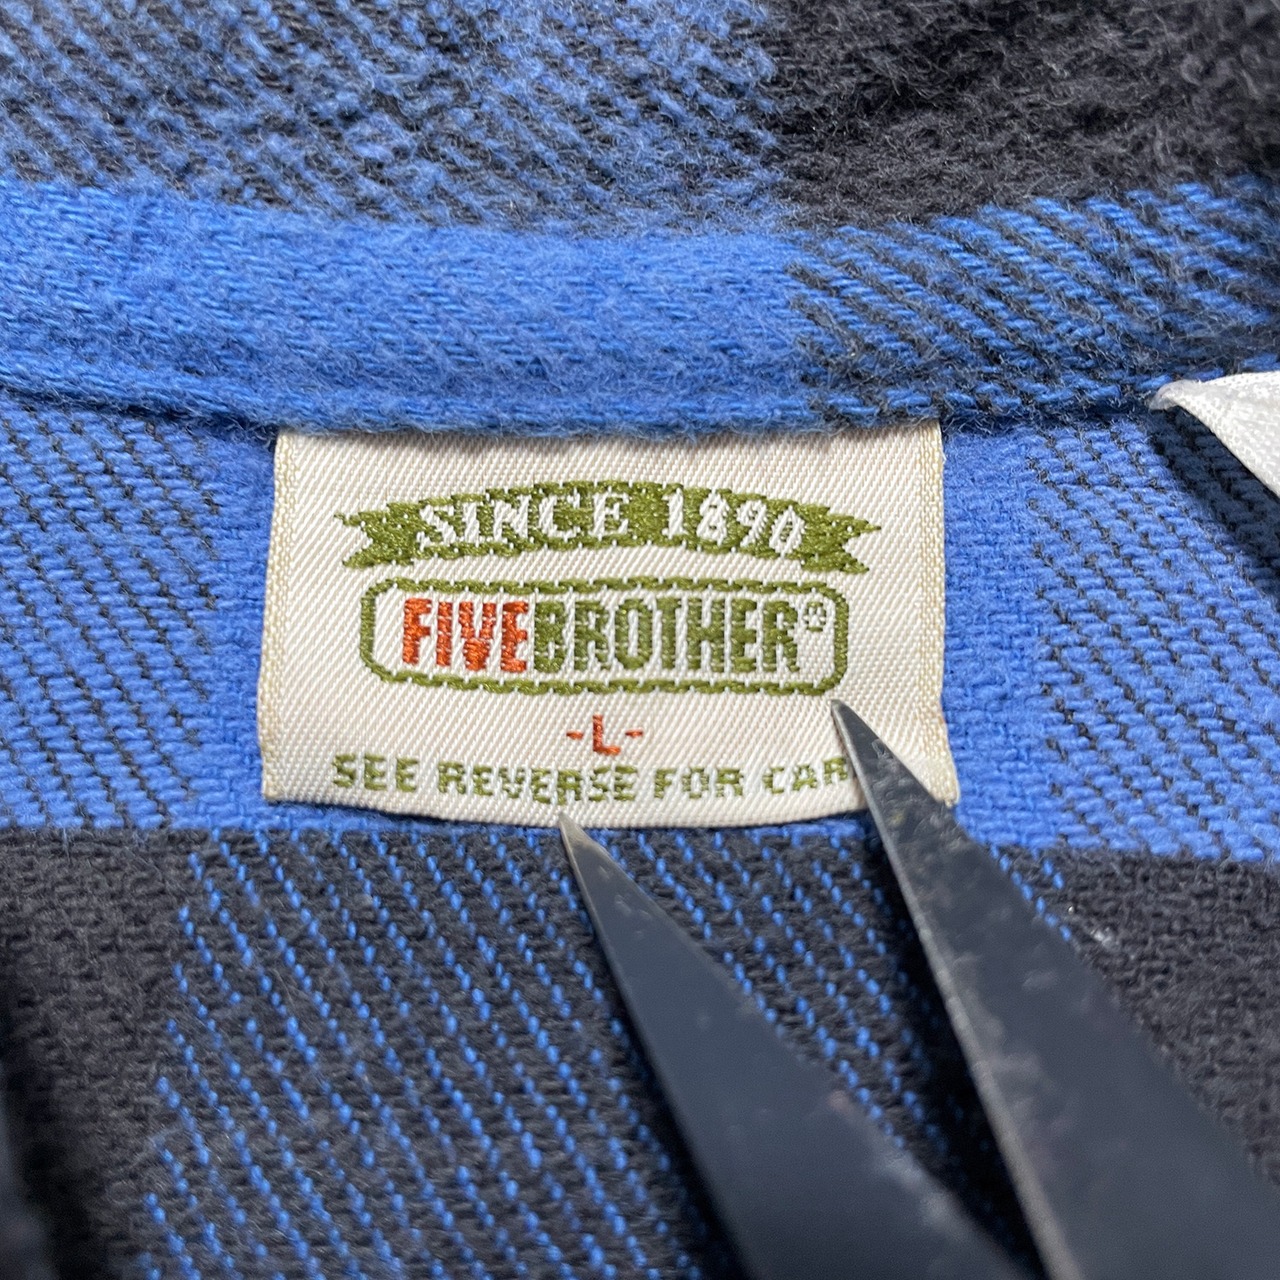 SINCE 1890
FIVEBROTHER®
-L-
SEE REVERSE FOR CAR